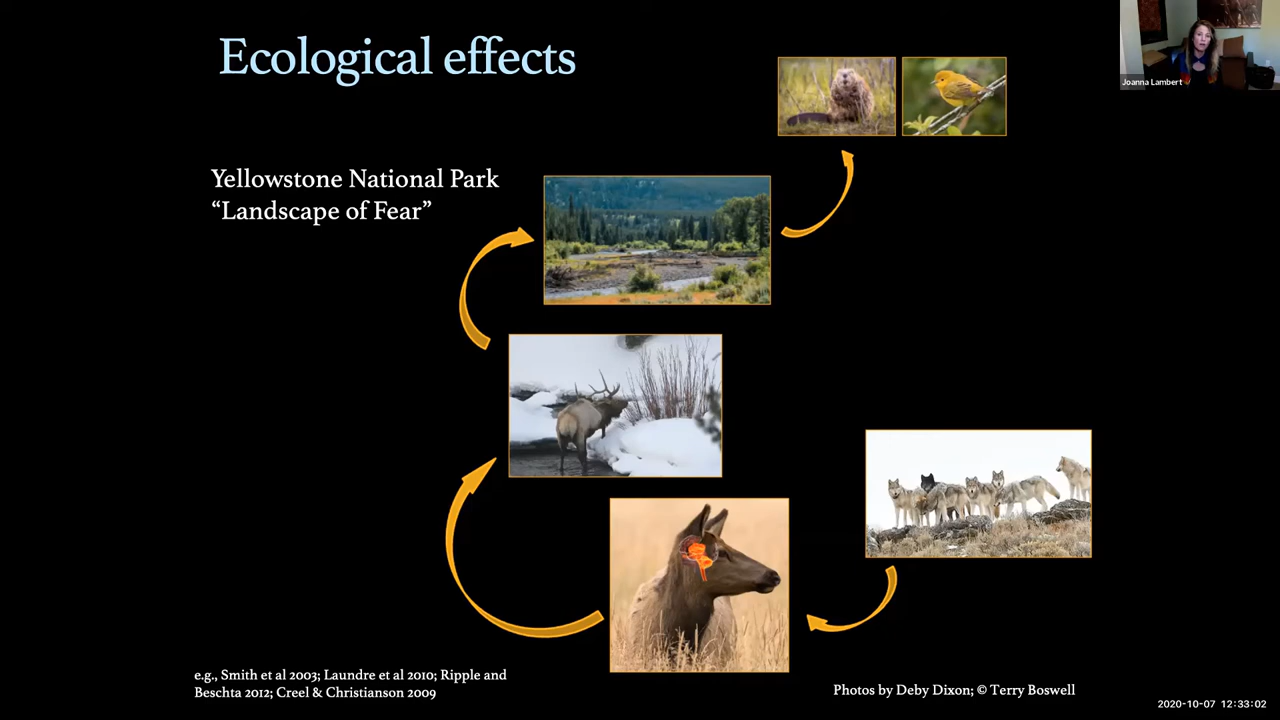 Ecological effects
Joanna Lambert
Yellowstone National Park
“Landscape of Fear”
e.g., Smith et al 2003; Laundre et al 2010; Ripple and
Beschta 2012; Creel & Christianson 2009
Photos by Deby Dixon; © Terry Boswell
2020-10-07 12:33:02